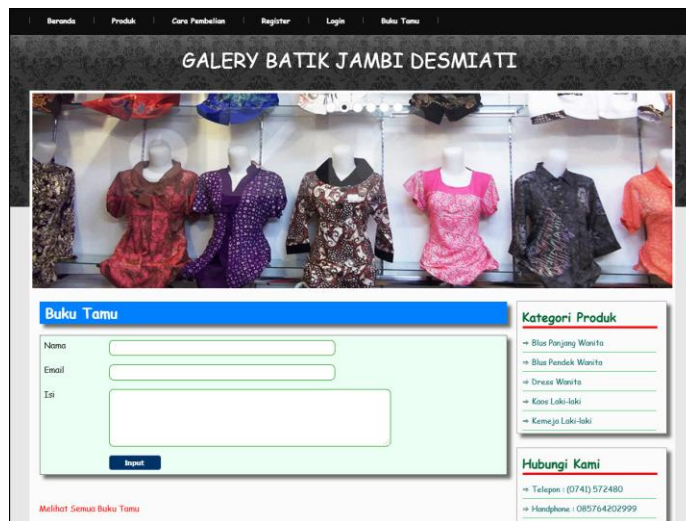 Beranda
Produk
Cara Pembelian
Register
Login
Buku Tamu
GALERY BATIK JAMBI DESMIATI
Buku Tamu
Nama
Email
Isi
Input
Melihat Semua Buku Tamu
Kategori Produk
⇒ Blus Panjang Wanita
⇒ Blus Pendek Wanita
⇒ Dress Wanita
⇒ Kaos Laki-laki
⇒ Kemeja Laki-laki
Hubungi Kami
⇒ Telepon : (0741) 572480
⇒ Handphone : 085764202999